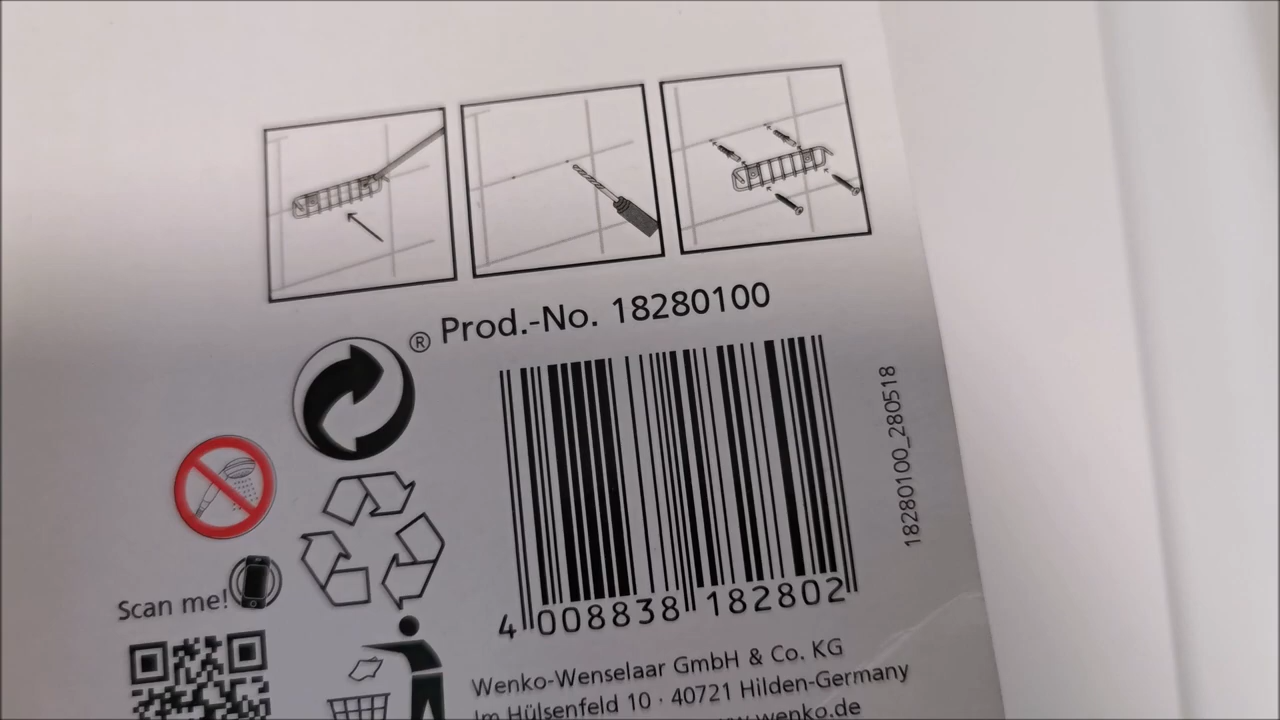 ® Prod.-No. 18280100
18280100_280518
Scan me!
4 008838 182802
Wenko-Wenselaar GmbH & Co. KG
Im Hülsenfeld 10 · 40721 Hilden-Germany
www.wenko.de